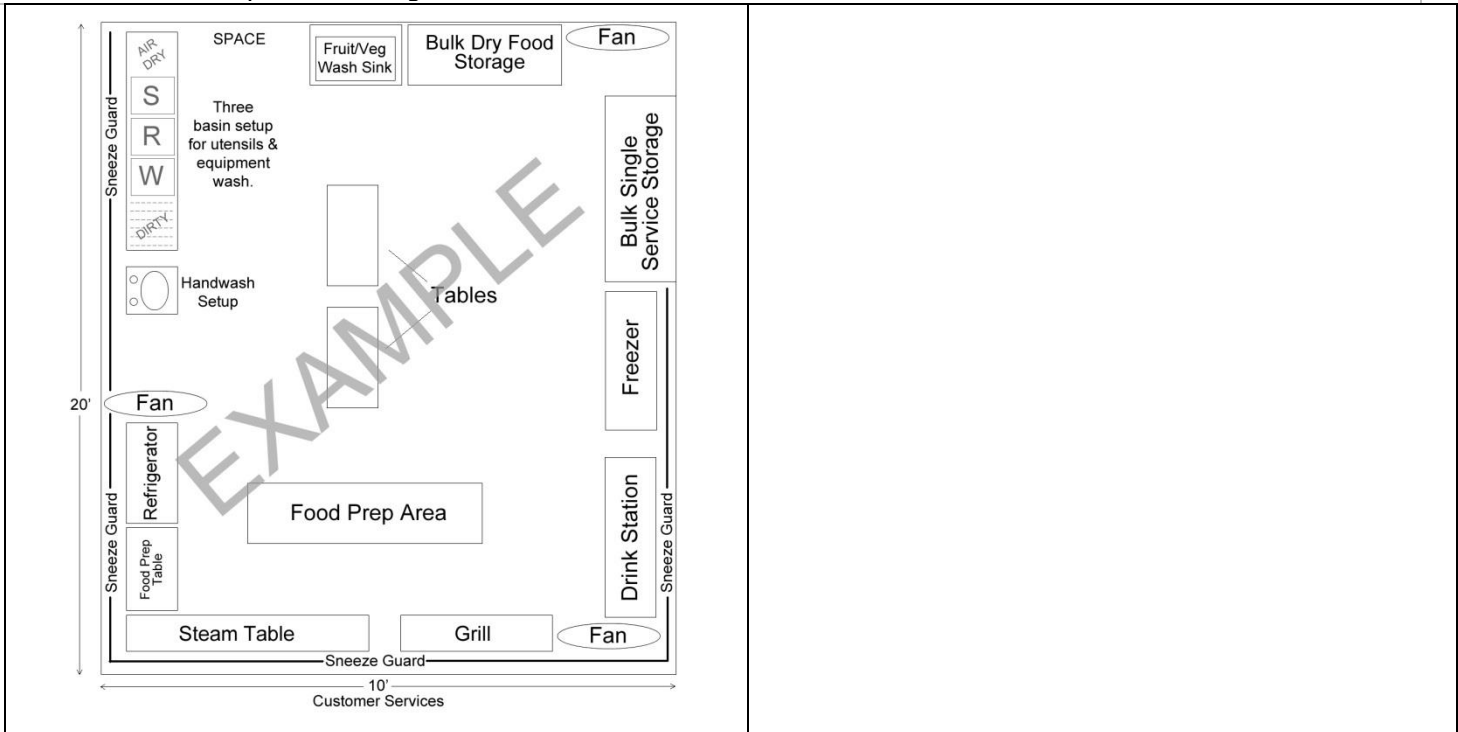 SPACE
Fruit/Veg
Wash Sink
Bulk Dry Food
Storage
Fan
AIR
DRY
S
R
W
DIRTY
Three
basin setup
for utensils &
equipment
wash.
Sneeze Guard
Bulk Single
Service Storage
Handwash
Setup
Tables
EXAMPLE
Freezer
20'
Fan
Refrigerator
Food Prep Area
Drink Station
Sneeze Guard
Sneeze Guard
Food Prep
Table
Steam Table
Grill
Fan
Sneeze Guard
10'
Customer Services